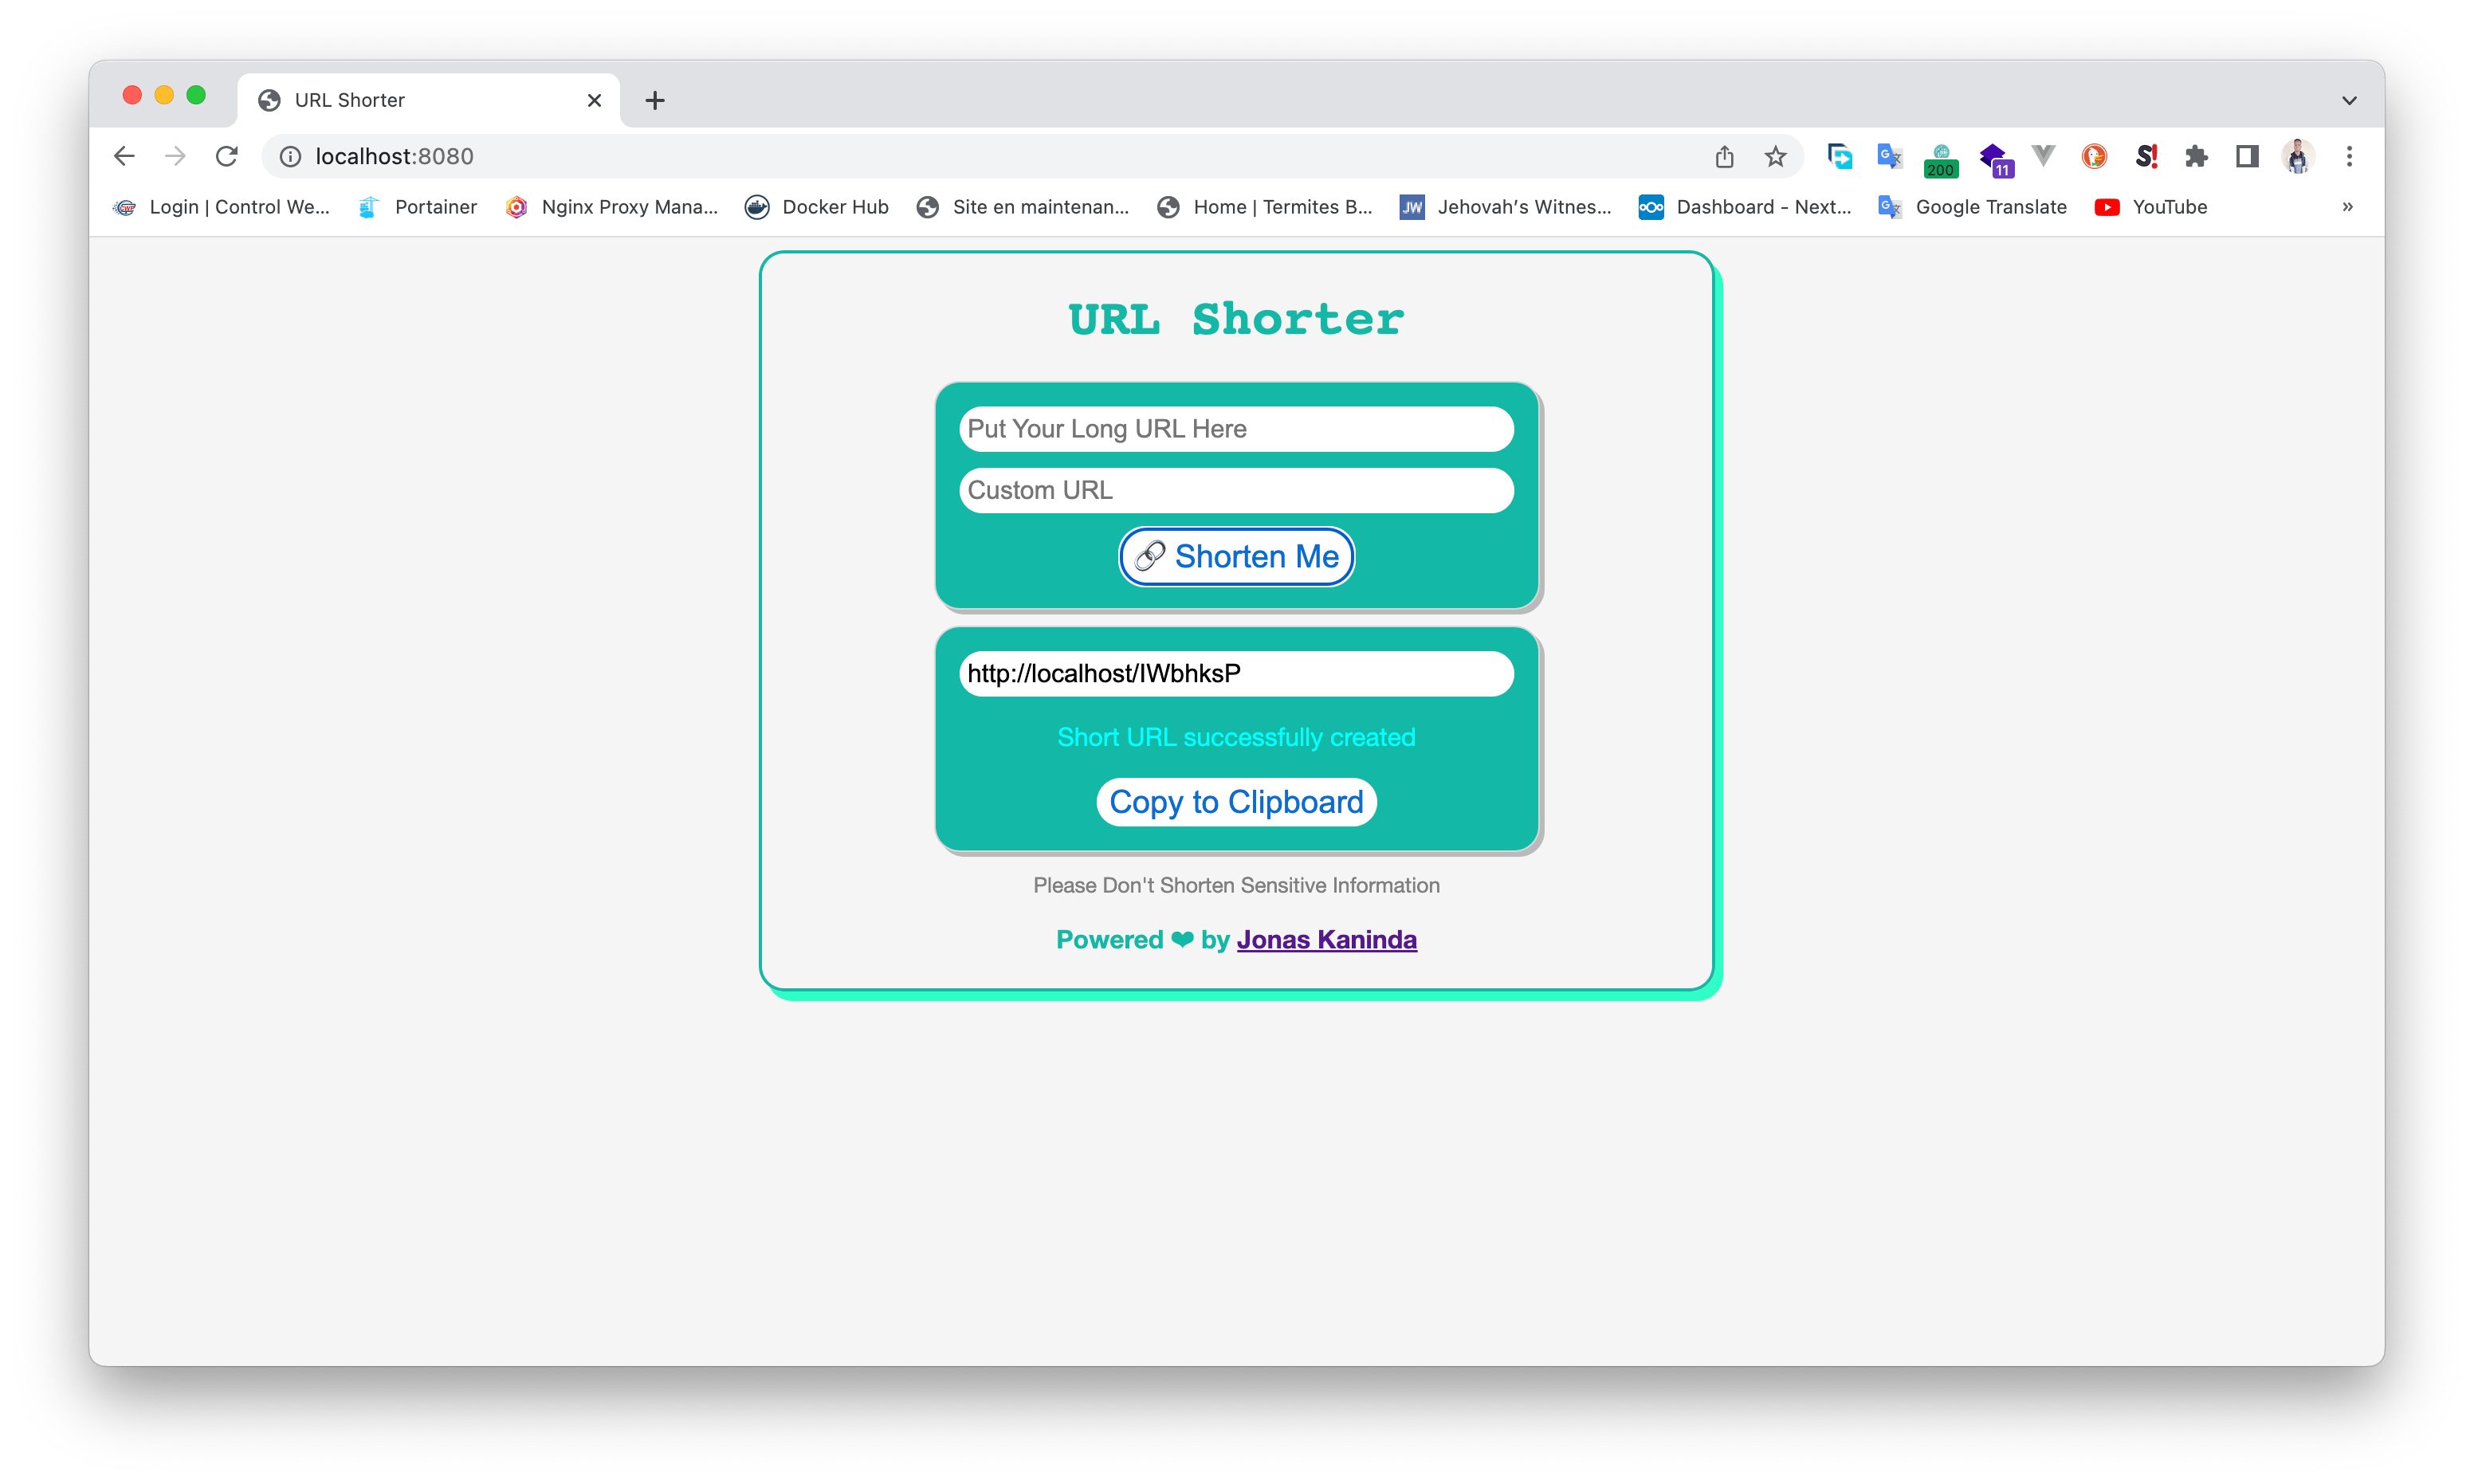 URL Shorter
localhost:8080
200
11
S!
Login | Control We...
Portainer
Nginx Proxy Mana...
Docker Hub
Site en maintenan...
Home | Termites B...
JW
Jehovah's Witnes...
Dashboard - Next...
Google Translate
YouTube
»
URL Shorter
Put Your Long URL Here
Custom URL
🔗 Shorten Me
http://localhost/IWbhksP
Short URL successfully created
Copy to Clipboard
Please Don't Shorten Sensitive Information
Powered ❤ by Jonas Kaninda